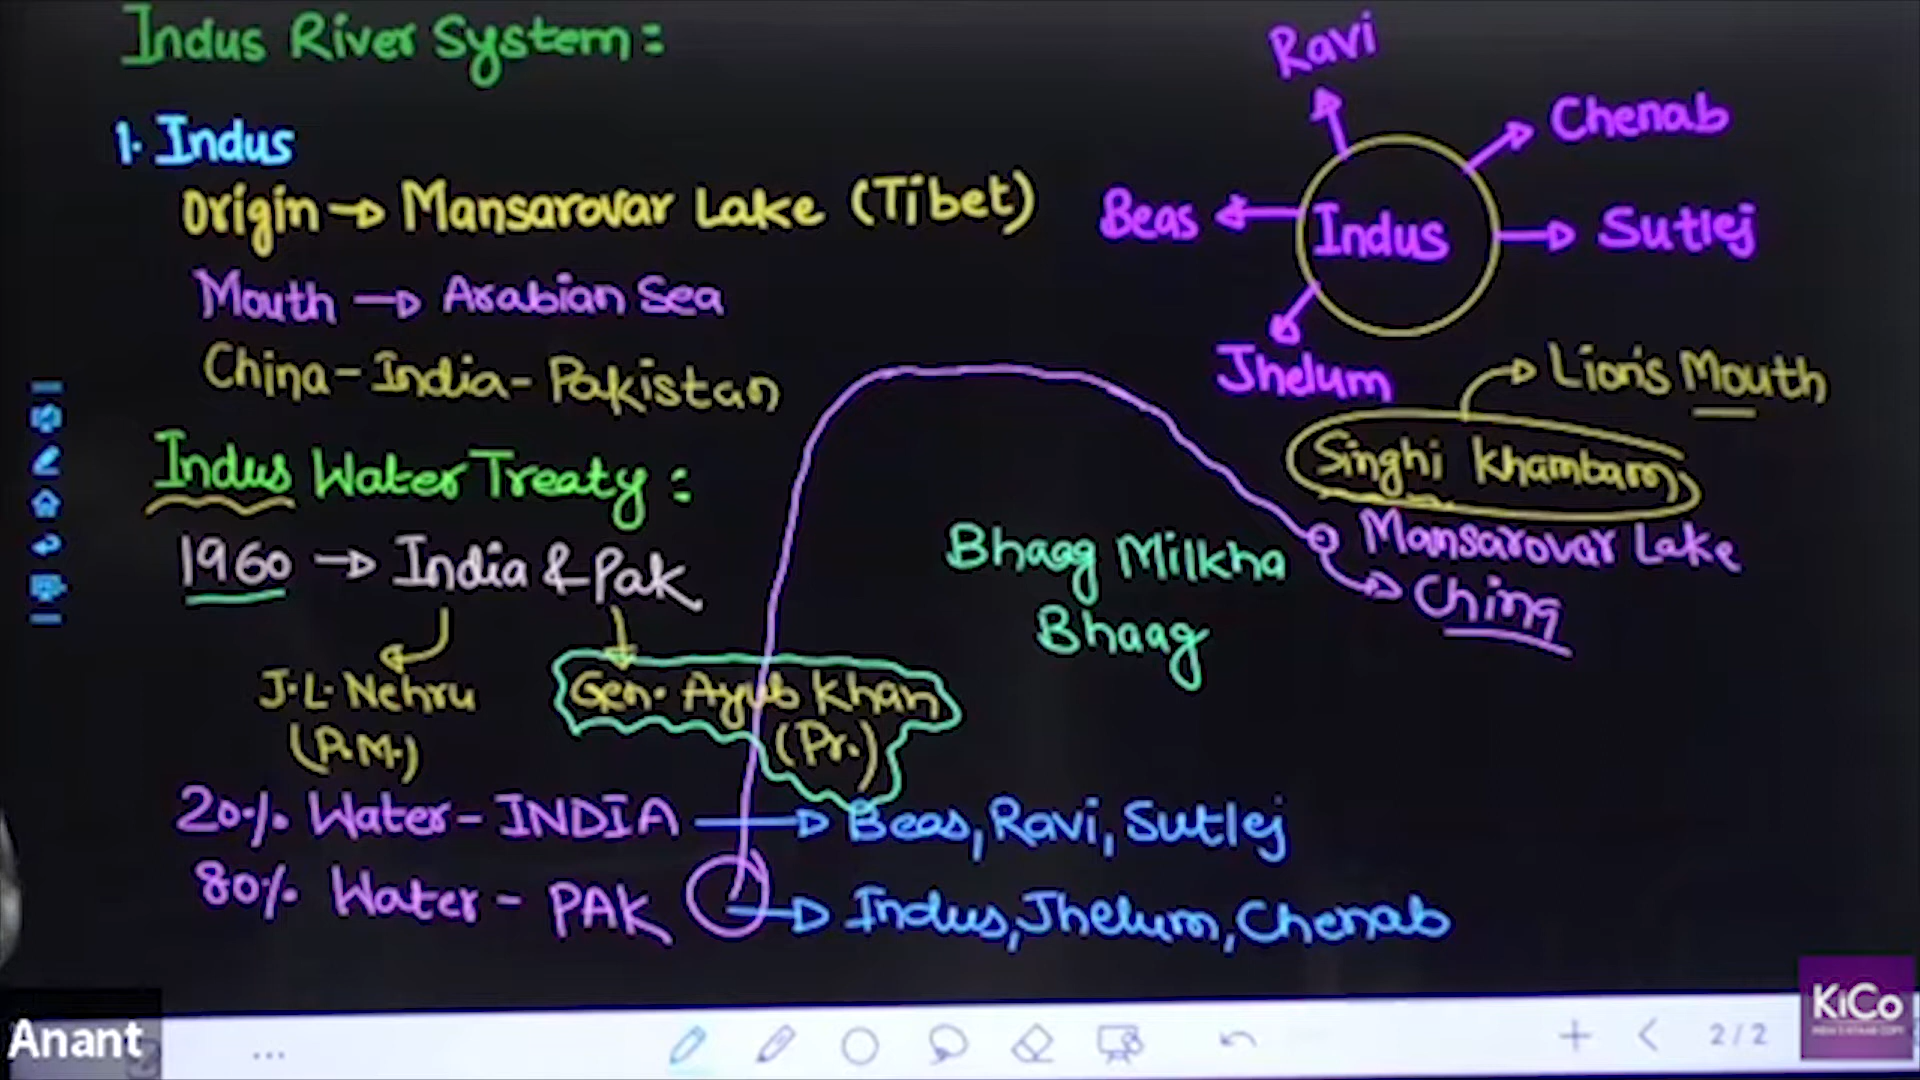 Indus River System:
1. Indus
Origin → Mansarovar Lake (Tibet)
Mouth → Arabian Sea
China-India-Pakistan
Indus Water Treaty:
1960 → India & Pak
J.L. Nehru
(P.M.)
Gen. Ayub Khan
(Pr.)
20% Water - INDIA → Beas, Ravi, Sutlej
80% Water - PAK → Indus, Jhelum, Chenab
Ravi
Chenab
Beas
Indus
Sutlej
Jhelum
Lion's Mouth
Singhi Khamban
Mansarovar Lake
China
Bhaag Milkha
Bhaag
Anant
2/2
KiCo